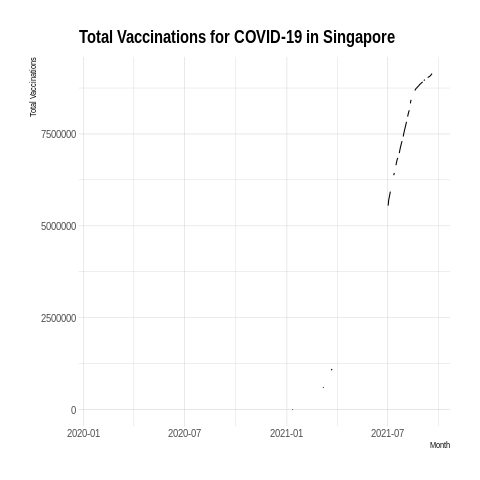 Total Vaccinations for COVID-19 in Singapore
Total Vaccinations
7500000
5000000
2500000
0
2020-01 2020-07 2021-01 2021-07
Month